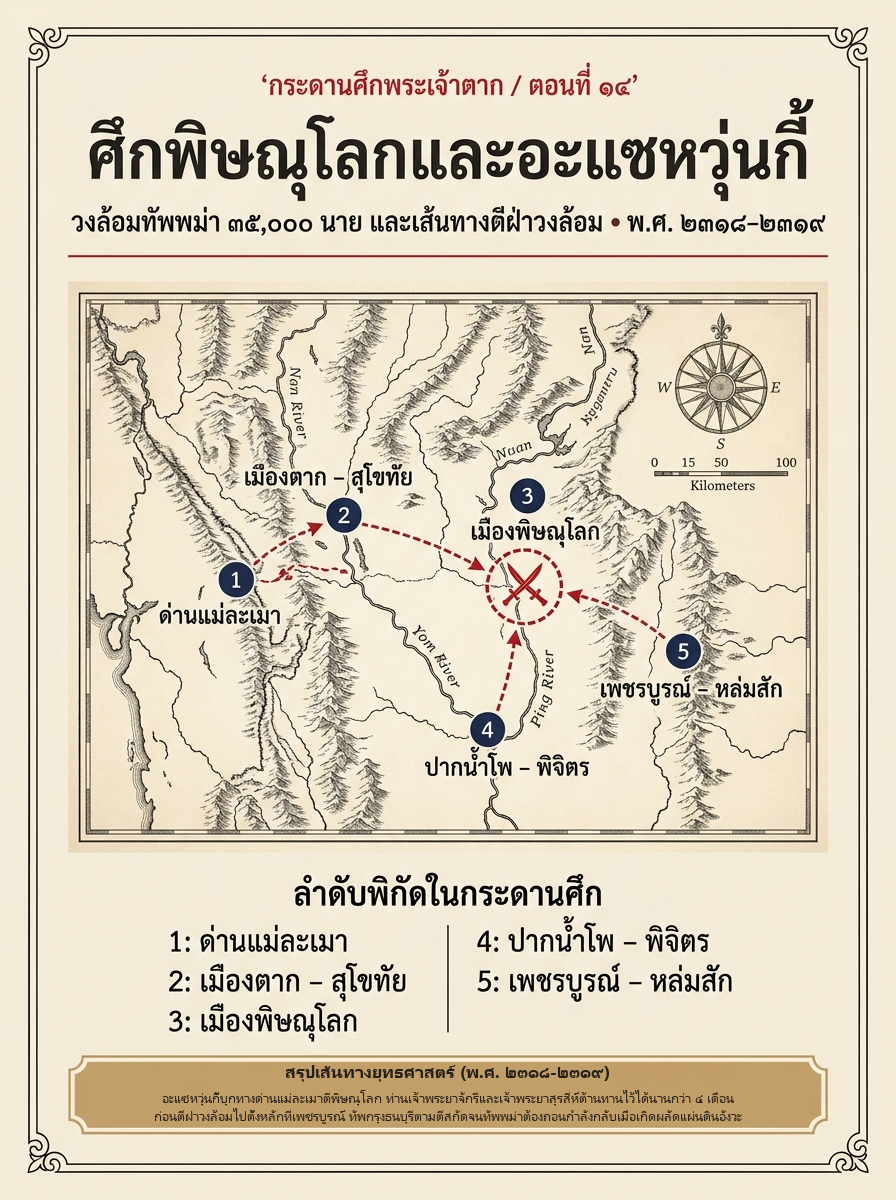 ‘กระดานศึกพระเจ้าตาก / ตอนที่ ๑๔’
ศึกพิษณุโลกและอะแซหวุ่นกี้
วงล้อมทัพพม่า ๓๕,๐๐๐ นาย และเส้นทางตีฝ่าวงล้อม • พ.ศ. ๒๓๑๘–๒๓๑๙
Nan
Nan River
Nuan
W
E
S
0 15 50 100
Kilometers
เมืองตาก – สุโขทัย
2
3
เมืองพิษณุโลก
1
ด่านแม่ละเมา
5
เพชรบูรณ์ – หล่มสัก
Yom River
Ping River
4
ปากน้ำโพ – พิจิตร
ลำดับพิกัดในกระดานศึก
1: ด่านแม่ละเมา
2: เมืองตาก – สุโขทัย
3: เมืองพิษณุโลก
4: ปากน้ำโพ – พิจิตร
5: เพชรบูรณ์ – หล่มสัก
สรุปเส้นทางยุทธศาสตร์ (พ.ศ. ๒๓๑๘-๒๓๑๙)
อะแซหวุ่นกี้บุกทางด่านแม่ละเมาตีพิษณุโลก ท่านเจ้าพระยาจักรีและเจ้าพระยาสุรสีห์ต้านทานไว้ได้นานกว่า ๔ เดือน
ก่อนตีฝ่าวงล้อมไปตั้งหลักที่เพชรบูรณ์ ทัพกรุงธนบุรีตามตีสกัดจนทัพพม่าต้องถอนกำลังกลับเมื่อเกิดผลัดแผ่นดินอังวะ